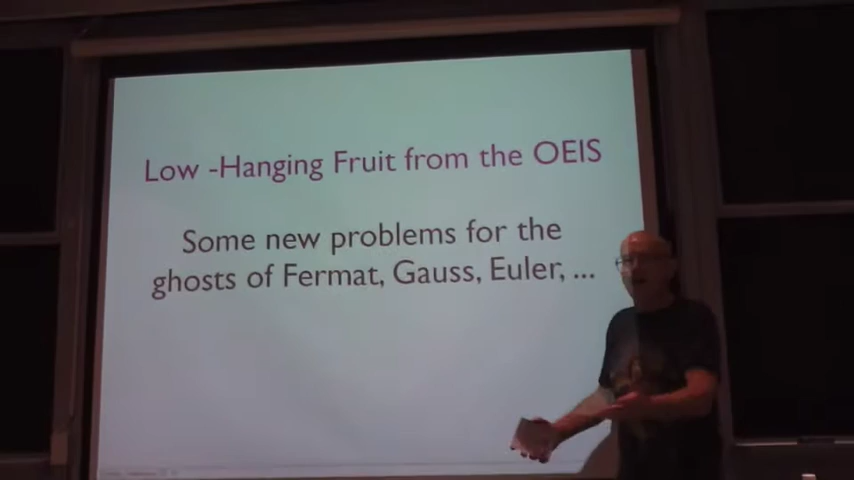 Low -Hanging Fruit from the OEIS
Some new problems for the
ghosts of Fermat, Gauss, Euler, ...